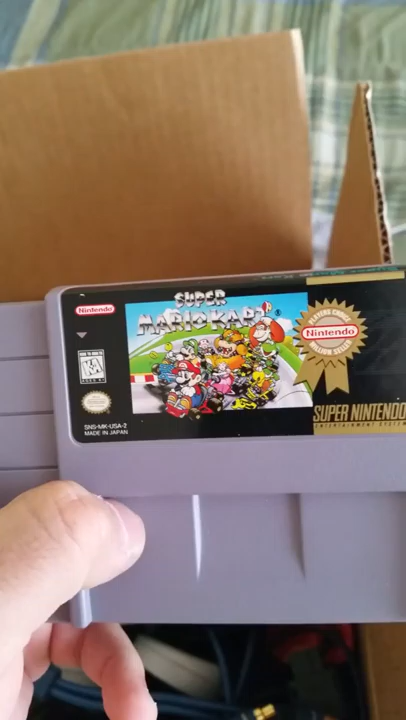 Nintendo
SUPER
MARIO KART
PLAYERS CHOICE
Nintendo
MILLION SELLER
KA
SUPER NINTENDO
ENTERTAINMENT SYSTEM
SNS-MK-USA-2
MADE IN JAPAN